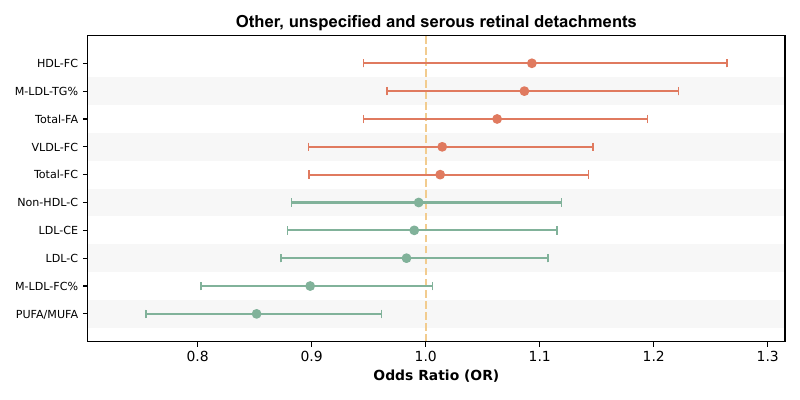 Other, unspecified and serous retinal detachments
HDL-FC
M-LDL-TG%
Total-FA
VLDL-FC
Total-FC
Non-HDL-C
LDL-CE
LDL-C
M-LDL-FC%
PUFA/MUFA
0.8 0.9 1.0 1.1 1.2 1.3
Odds Ratio (OR)